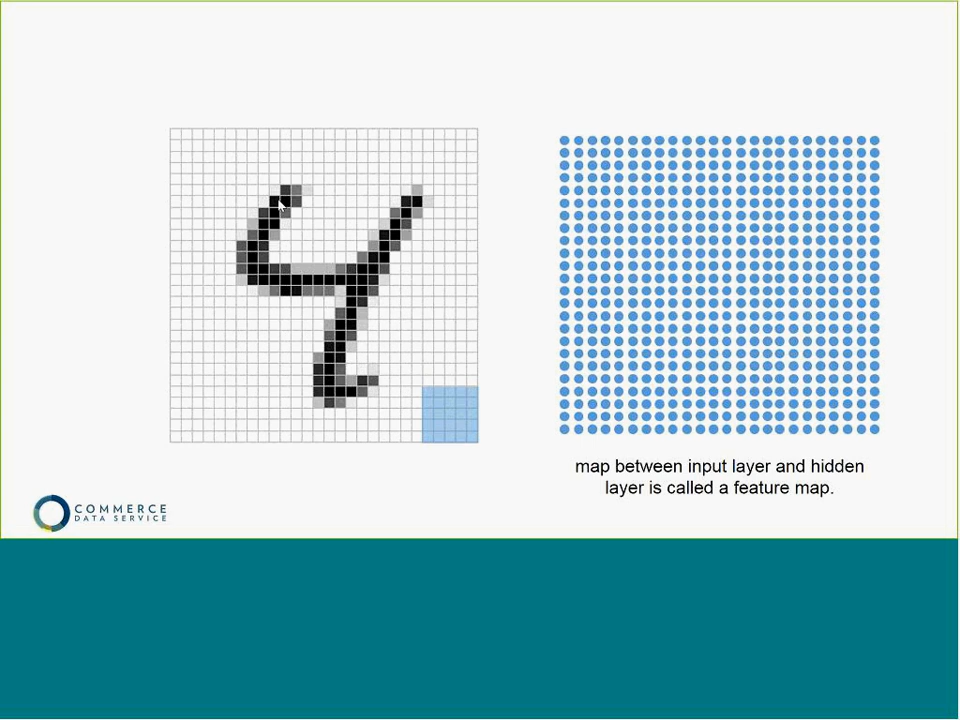 map between input layer and hidden
layer is called a feature map.
COMMERCE
DATA SERVICE